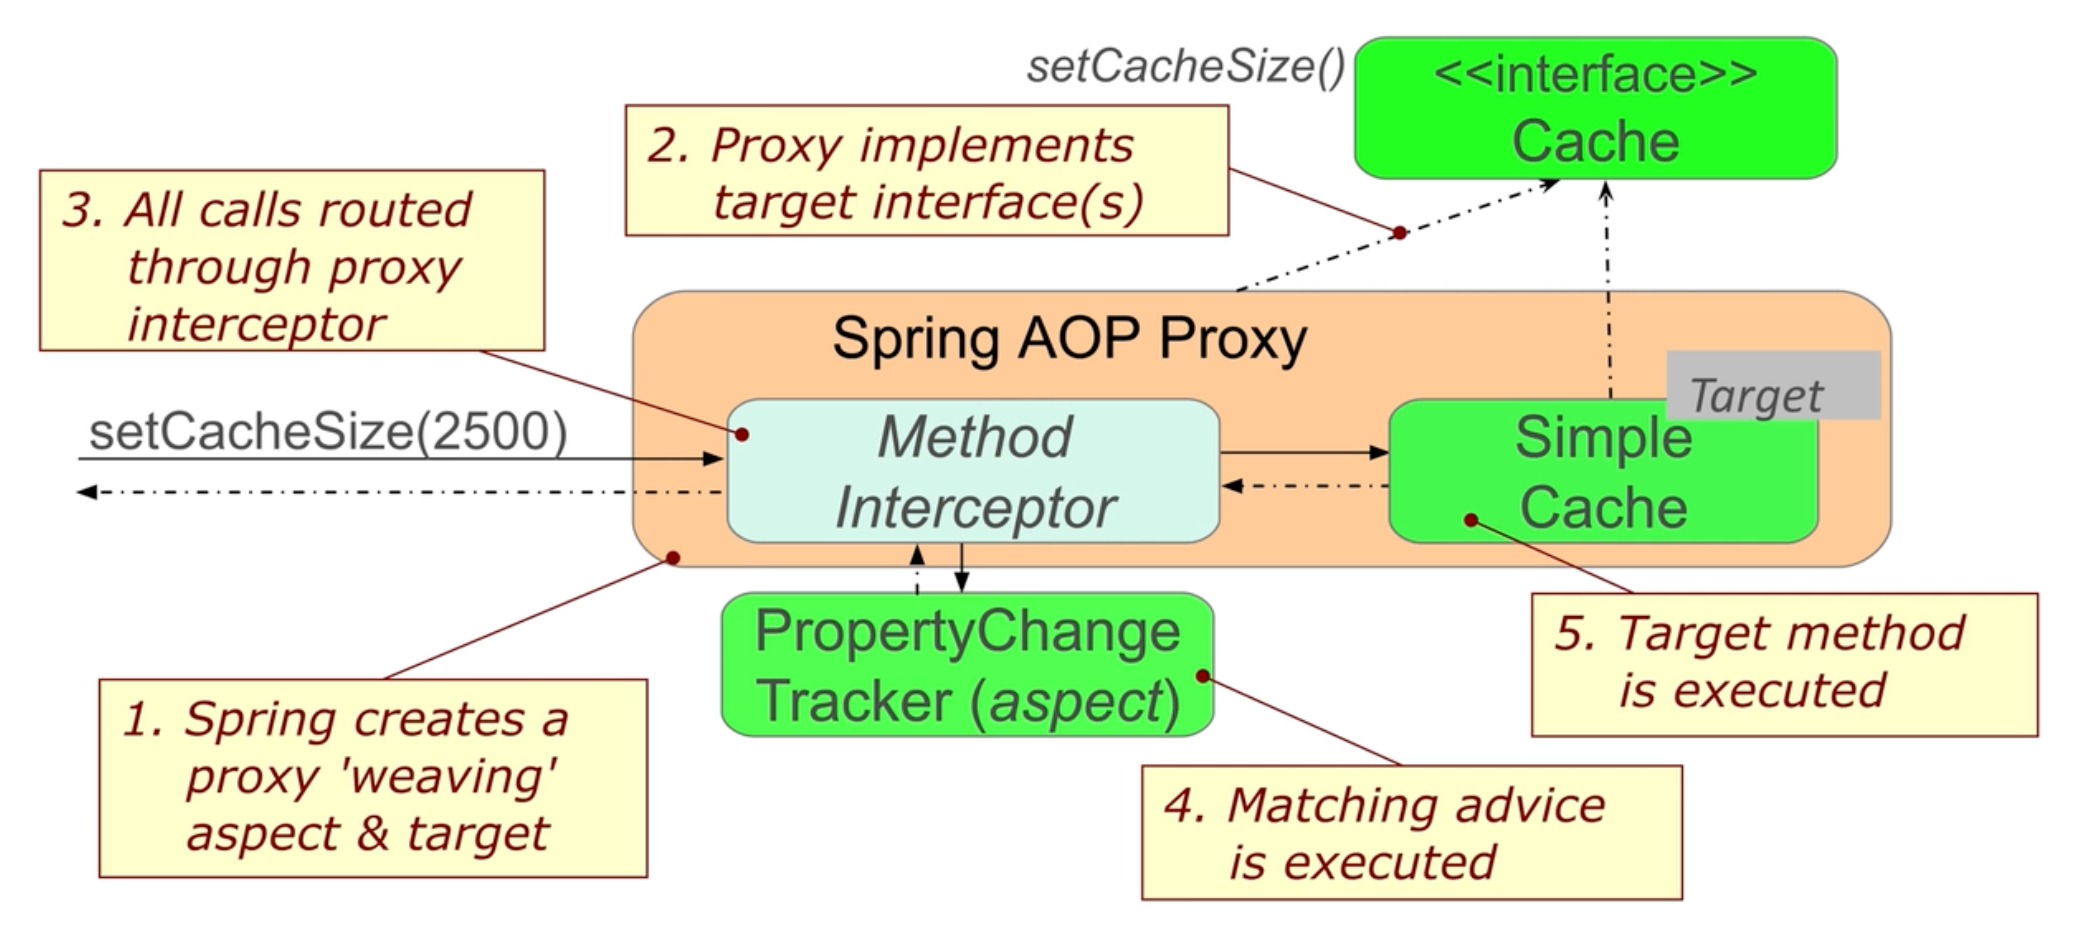 setCacheSize()
<<interface>>
Cache
2. Proxy implements
target interface(s)
3. All calls routed
through proxy
interceptor
Spring AOP Proxy
Target
setCacheSize(2500)
Method
Interceptor
Simple
Cache
PropertyChange
Tracker (aspect)
5. Target method
is executed
1. Spring creates a
proxy 'weaving'
aspect & target
4. Matching advice
is executed